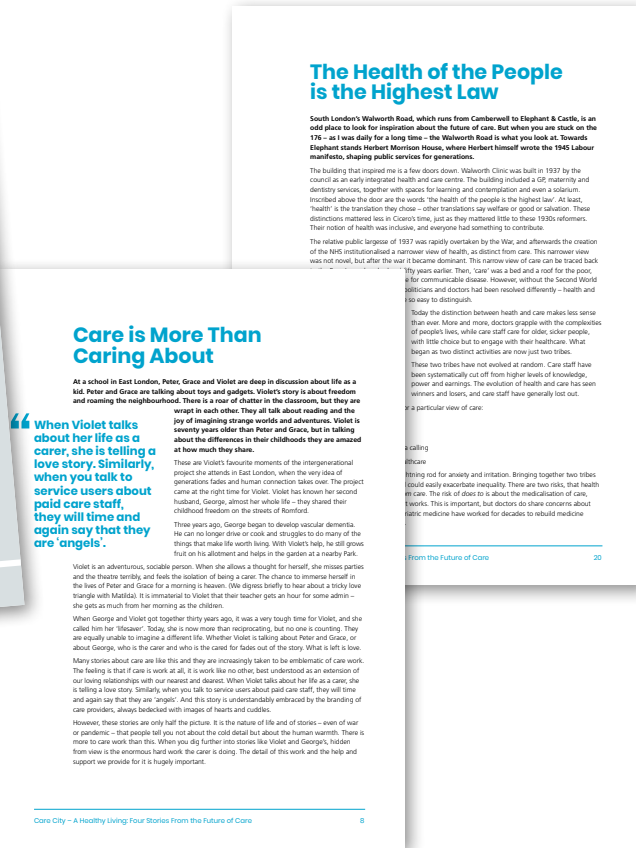 The Health of the People
is the Highest Law
South London's Walworth Road, which runs from Camberwell to Elephant & Castle, is an
odd place to look for inspiration about the future of care. But when you are stuck on the
176 – as I was daily for a long time – the Walworth Road is what you look at. Towards
Elephant stands Herbert Morrison House, where Herbert himself wrote the 1945 Labour
manifesto, shaping public services for generations.
The building that inspired me is a few doors down. Walworth Clinic was built in 1937 by the
council as an early integrated health and care centre. The building included a GP, maternity and
dentistry services, together with spaces for learning and contemplation and even a solarium.
Inscribed above the door are the words 'the health of the people is the highest law'. At least,
'health' is the translation they chose – other translations say welfare or good or salvation. These
distinctions mattered less in Cicero's time, just as they mattered little to these 1930s reformers.
Their notion of health was inclusive, and everyone had something to contribute.
The relative public largesse of 1937 was rapidly overtaken by the War, and afterwards the creation
of the NHS institutionalised a narrower view of health, as distinct from care. This narrower view
was not novel, but after the war it became dominant. This narrow view of care can be traced back
fifty years earlier. Then, 'care' was a bed and a roof for the poor,
e for communicable disease. However, without the Second World
politicians and doctors had been resolved differently – health and
so easy to distinguish.
Today the distinction between heath and care makes less sense
than ever. More and more, doctors grapple with the complexities
of people's lives, while care staff care for older, sicker people,
with little choice but to engage with their healthcare. What
began as two distinct activities are now just two tribes.
These two tribes have not evolved at random. Care staff have
been systematically cut off from higher levels of knowledge,
power and earnings. The evolution of health and care has seen
winners and losers, and care staff have generally lost out.
or a particular view of care:
e calling
lthcare
htning rod for anxiety and irritation. Bringing together two tribes
could easily exacerbate inequality. There are two risks, that health
m care. The risk of does to is about the medicalisation of care,
t works. This is important, but doctors do share concerns about
riatric medicine have worked for decades to rebuild medicine
From the Future of Care 20
Care is More Than
Caring About
At a school in East London, Peter, Grace and Violet are deep in discussion about life as a
kid. Peter and Grace are talking about toys and gadgets. Violet's story is about freedom
and roaming the neighbourhood. There is a roar of chatter in the classroom, but they are
wrapt in each other. They all talk about reading and the
joy of imagining strange worlds and adventures. Violet is
seventy years older than Peter and Grace, but in talking
about the differences in their childhoods they are amazed
at how much they share.
“ When Violet talks
about her life as a
carer, she is telling a
love story. Similarly,
when you talk to
service users about
paid care staff,
they will time and
again say that they
are ‘angels’.
These are Violet's favourite moments of the intergenerational
project she attends in East London, when the very idea of
generations fades and human connection takes over. The project
came at the right time for Violet. Violet has known her second
husband, George, almost her whole life – they shared their
childhood freedom on the streets of Romford.
Three years ago, George began to develop vascular dementia.
He can no longer drive or cook and struggles to do many of the
things that make life worth living. With Violet's help, he still grows
fruit on his allotment and helps in the garden at a nearby Park.
Violet is an adventurous, sociable person. When she allows a thought for herself, she misses parties
and the theatre terribly, and feels the isolation of being a carer. The chance to immerse herself in
the lives of Peter and Grace for a morning is heaven. (We digress briefly to hear about a tricky love
triangle with Matilda). It is immaterial to Violet that their teacher gets an hour for some admin –
she gets as much from her morning as the children.
When George and Violet got together thirty years ago, it was a very tough time for Violet, and she
called him her 'lifesaver'. Today, she is now more than reciprocating, but no one is counting. They
are equally unable to imagine a different life. Whether Violet is talking about Peter and Grace, or
about George, who is the carer and who is the cared for fades out of the story. What is left is love.
Many stories about care are like this and they are increasingly taken to be emblematic of care work.
The feeling is that if care is work at all, it is work like no other, best understood as an extension of
our loving relationships with our nearest and dearest. When Violet talks about her life as a carer, she
is telling a love story. Similarly, when you talk to service users about paid care staff, they will time
and again say that they are 'angels'. And this story is understandably embraced by the branding of
care providers, always bedecked with images of hearts and cuddles.
However, these stories are only half the picture. It is the nature of life and of stories – even of war
or pandemic – that people tell you not about the cold detail but about the human warmth. There is
more to care work than this. When you dig further into stories like Violet and George's, hidden
from view is the enormous hard work the carer is doing. The detail of this work and the help and
support we provide for it is hugely important.
Care City – A Healthy Living: Four Stories From the Future of Care 8